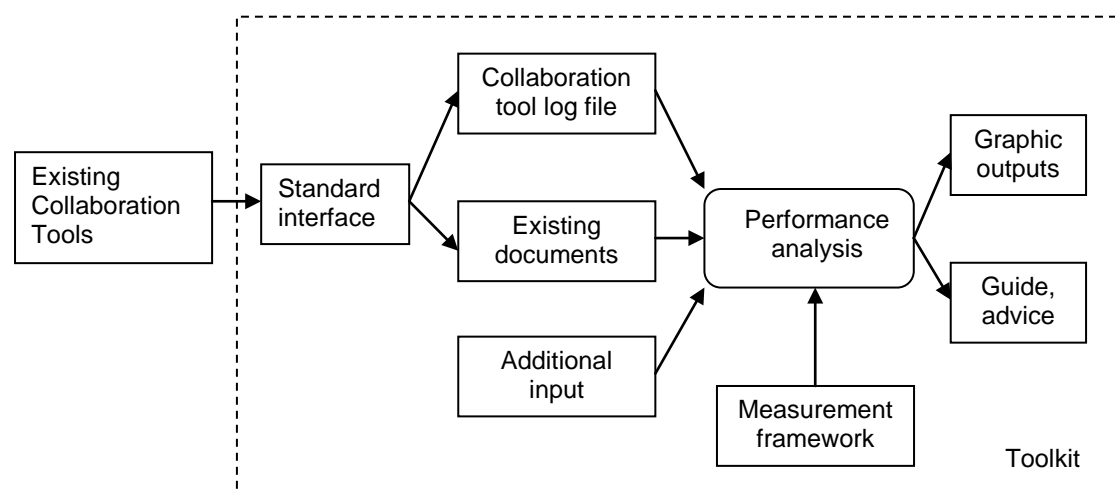 Existing
Collaboration
Tools
Standard
interface
Collaboration
tool log file
Existing
documents
Additional
input
Performance
analysis
Measurement
framework
Graphic
outputs
Guide,
advice
Toolkit